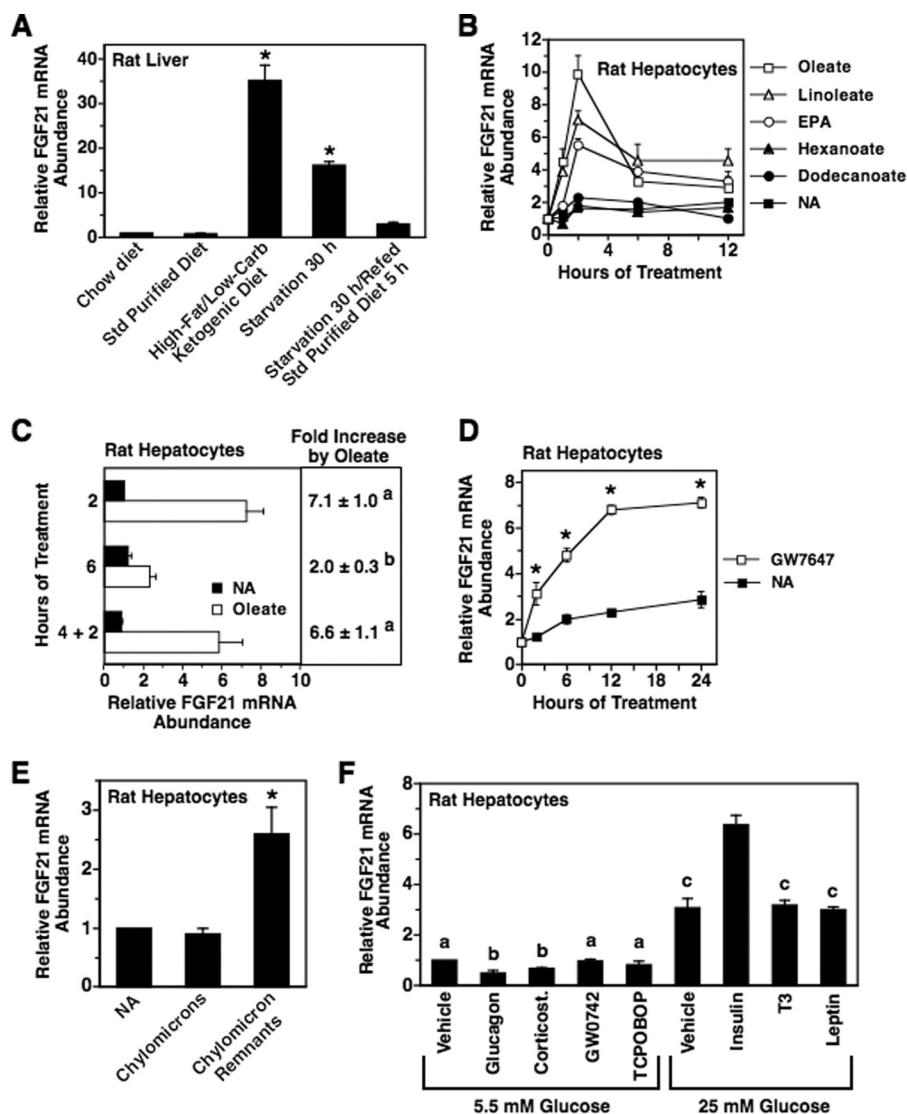 A
Relative FGF21 mRNA
Abundance
Rat Liver
40
30
20
10
0
*
*
Chow diet
Std Purified Diet
High-Fat/Low-Carb
Ketogenic Diet
Starvation 30 h
Starvation 30 h/Refed
Std Purified Diet 5 h
B
Relative FGF21 mRNA
Abundance
Rat Hepatocytes
12
10
8
6
4
2
0
0
4
8
12
Hours of Treatment
Oleate
Linoleate
EPA
Hexanoate
Dodecanoate
NA
C
Rat Hepatocytes
Fold Increase
by Oleate
Hours of Treatment
2
6
4 + 2
7.1 ± 1.0 a
2.0 ± 0.3 b
6.6 ± 1.1 a
NA
Oleate
0
2
4
6
8
10
Relative FGF21 mRNA
Abundance
D
Rat Hepatocytes
Relative FGF21 mRNA
Abundance
8
6
4
2
0
*
*
*
*
0
6
12
18
24
Hours of Treatment
GW7647
NA
E
Relative FGF21 mRNA
Abundance
Rat Hepatocytes
3
2
1
0
*
NA
Chylomicrons
Chylomicron
Remnants
F
Relative FGF21 mRNA
Abundance
Rat Hepatocytes
8
6
4
2
0
a
b
b
a
a
c
c
c
Vehicle
Glucagon
Corticost.
GW0742
TCPOBOP
Vehicle
Insulin
T3
Leptin
5.5 mM Glucose
25 mM Glucose